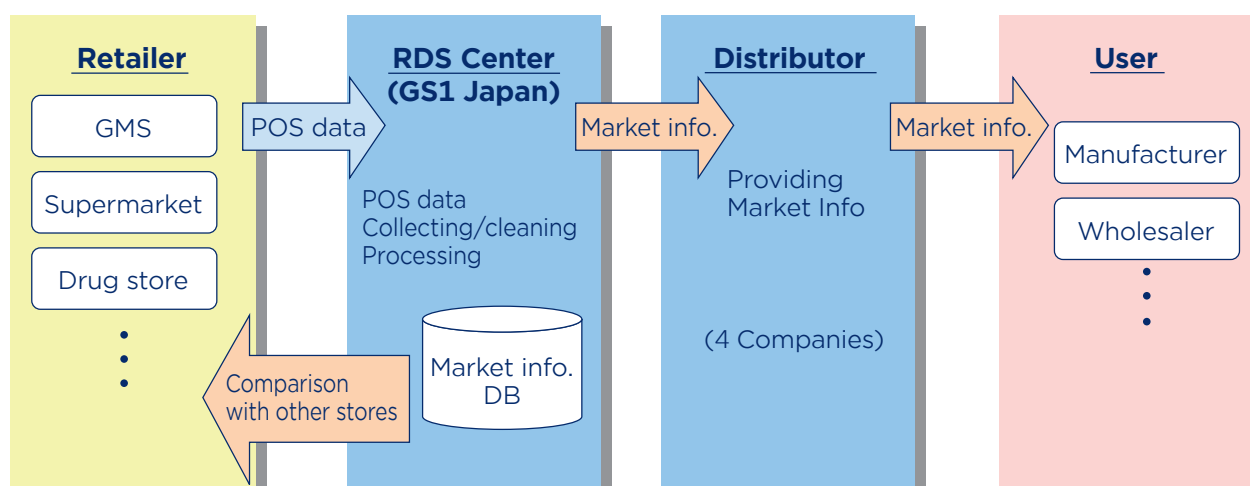 Retailer
GMS
Supermarket
Drug store
POS data
RDS Center
(GS1 Japan)
POS data
Collecting/cleaning
Processing
Market info.
DB
Comparison
with other stores
Market info.
Distributor
Providing
Market Info
(4 Companies)
Market info.
User
Manufacturer
Wholesaler